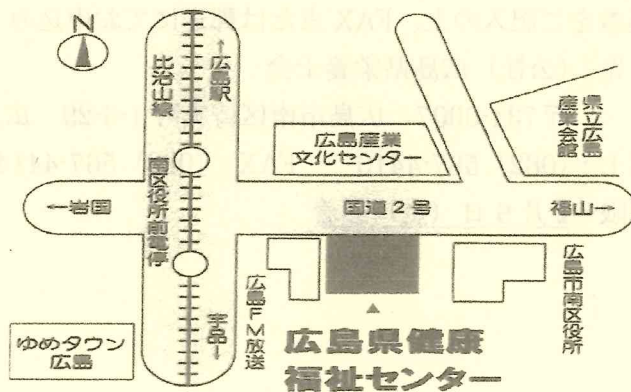 N
比治山線
↑広島駅
南区役所前電停
宇品↓
←岩国
国道2号
福山→
広島産業
文化センタ
県立広島
産業会館
ゆめタウン
広島
広島FM放送
広島市南区役所
広島県健康
福祉センター